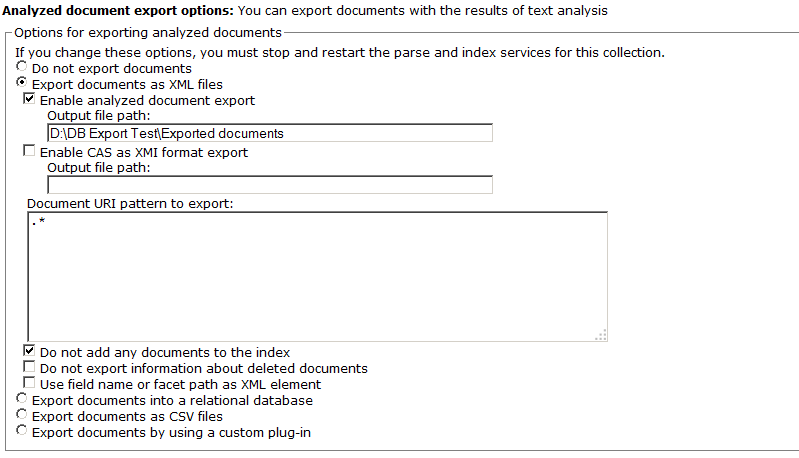 Analyzed document export options: You can export documents with the results of text analysis
Options for exporting analyzed documents
If you change these options, you must stop and restart the parse and index services for this collection.
Do not export documents
Export documents as XML files
Enable analyzed document export
Output file path:
D:\DB Export Test\Exported documents
Enable CAS as XMI format export
Output file path:
Document URI pattern to export:
.*
Do not add any documents to the index
Do not export information about deleted documents
Use field name or facet path as XML element
Export documents into a relational database
Export documents as CSV files
Export documents by using a custom plug-in